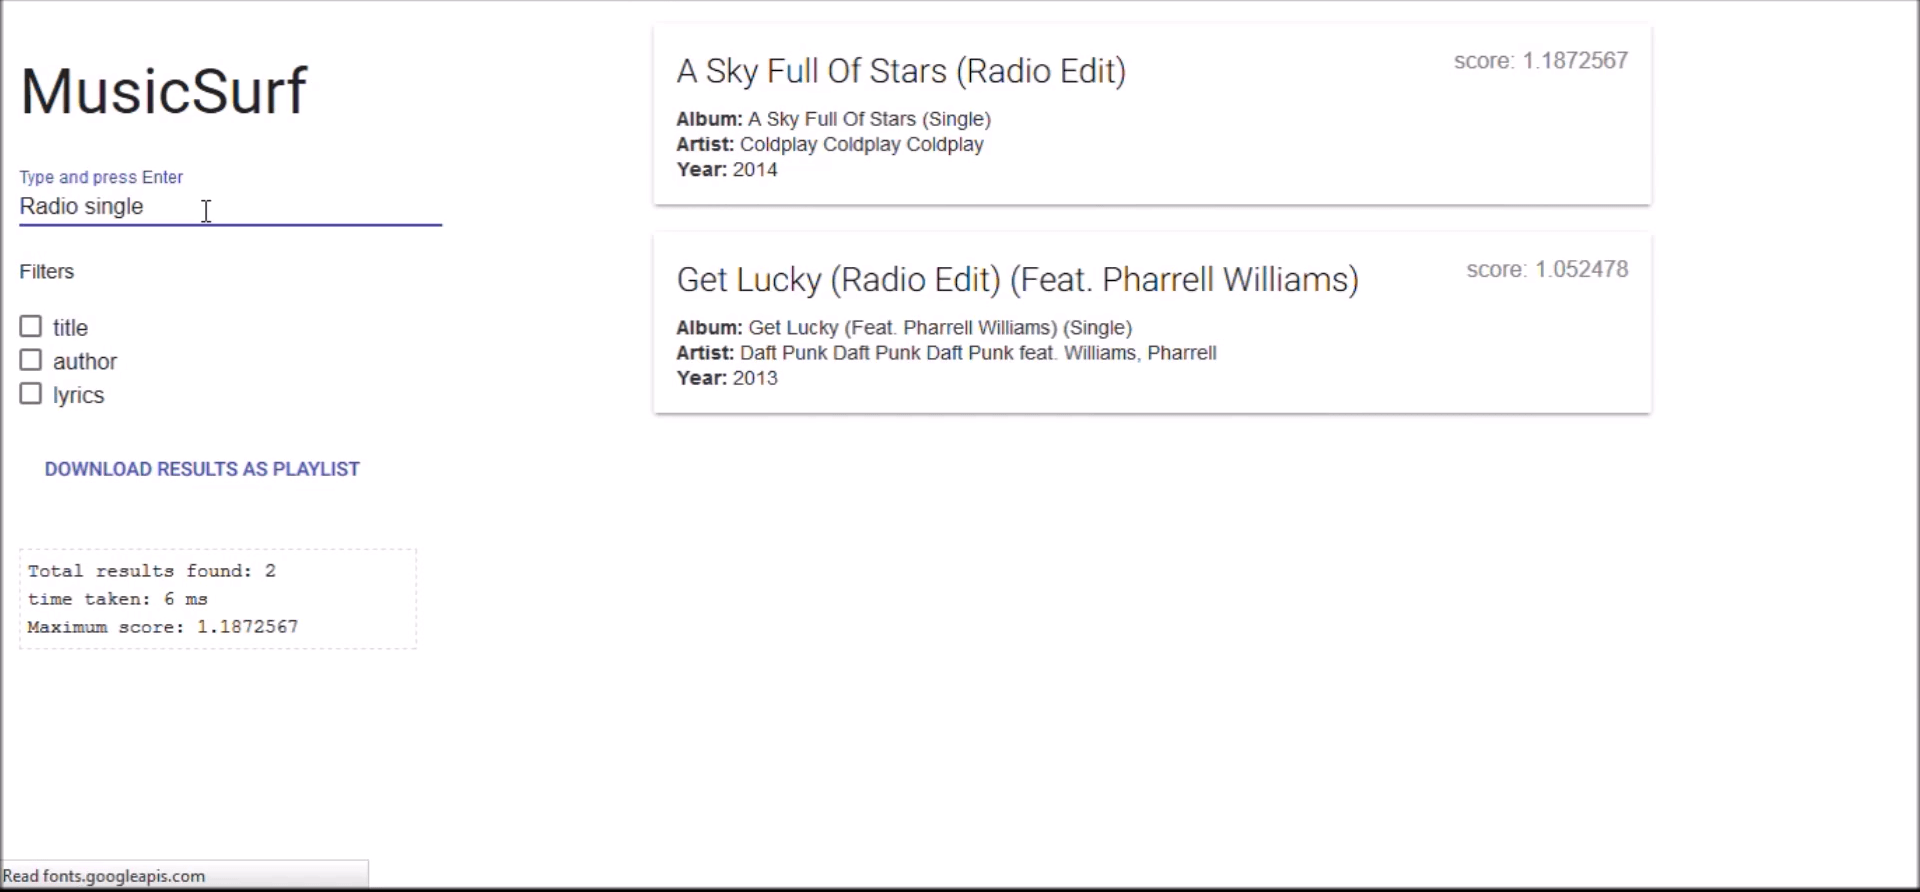 MusicSurf
Type and press Enter
Radio single
Filters
title
author
lyrics
DOWNLOAD RESULTS AS PLAYLIST
Total results found: 2
time taken: 6 ms
Maximum score: 1.1872567
A Sky Full Of Stars (Radio Edit)
score: 1.1872567
Album: A Sky Full Of Stars (Single)
Artist: Coldplay Coldplay Coldplay
Year: 2014
Get Lucky (Radio Edit) (Feat. Pharrell Williams)
score: 1.052478
Album: Get Lucky (Feat. Pharrell Williams) (Single)
Artist: Daft Punk Daft Punk Daft Punk feat. Williams, Pharrell
Year: 2013
Read fonts.googleapis.com